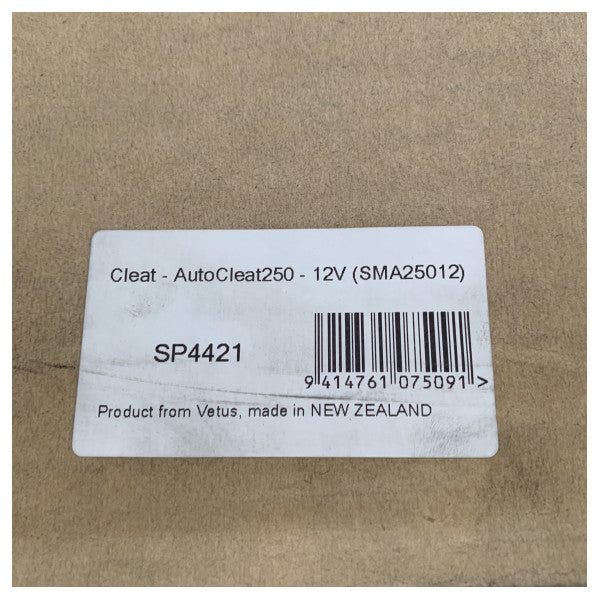 Cleat - AutoCleat250 - 12V (SMA25012)
SP4421
9 414761 075091 >
Product from Vetus, made in NEW ZEALAND